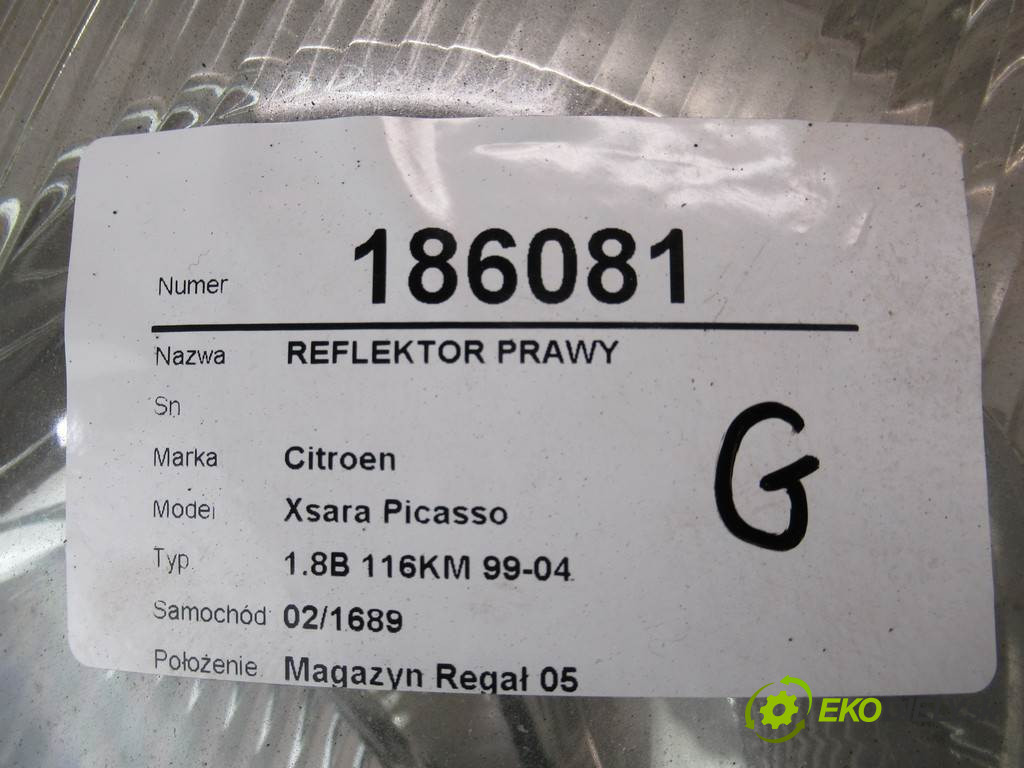 Numer 186081
Nazwa REFLEKTOR PRAWY
Sn
Marka Citroen
Model Xsara Picasso
Typ 1.8B 116KM 99-04
Samochód 02/1689
Położenie Magazyn Regał 05
G
EKO